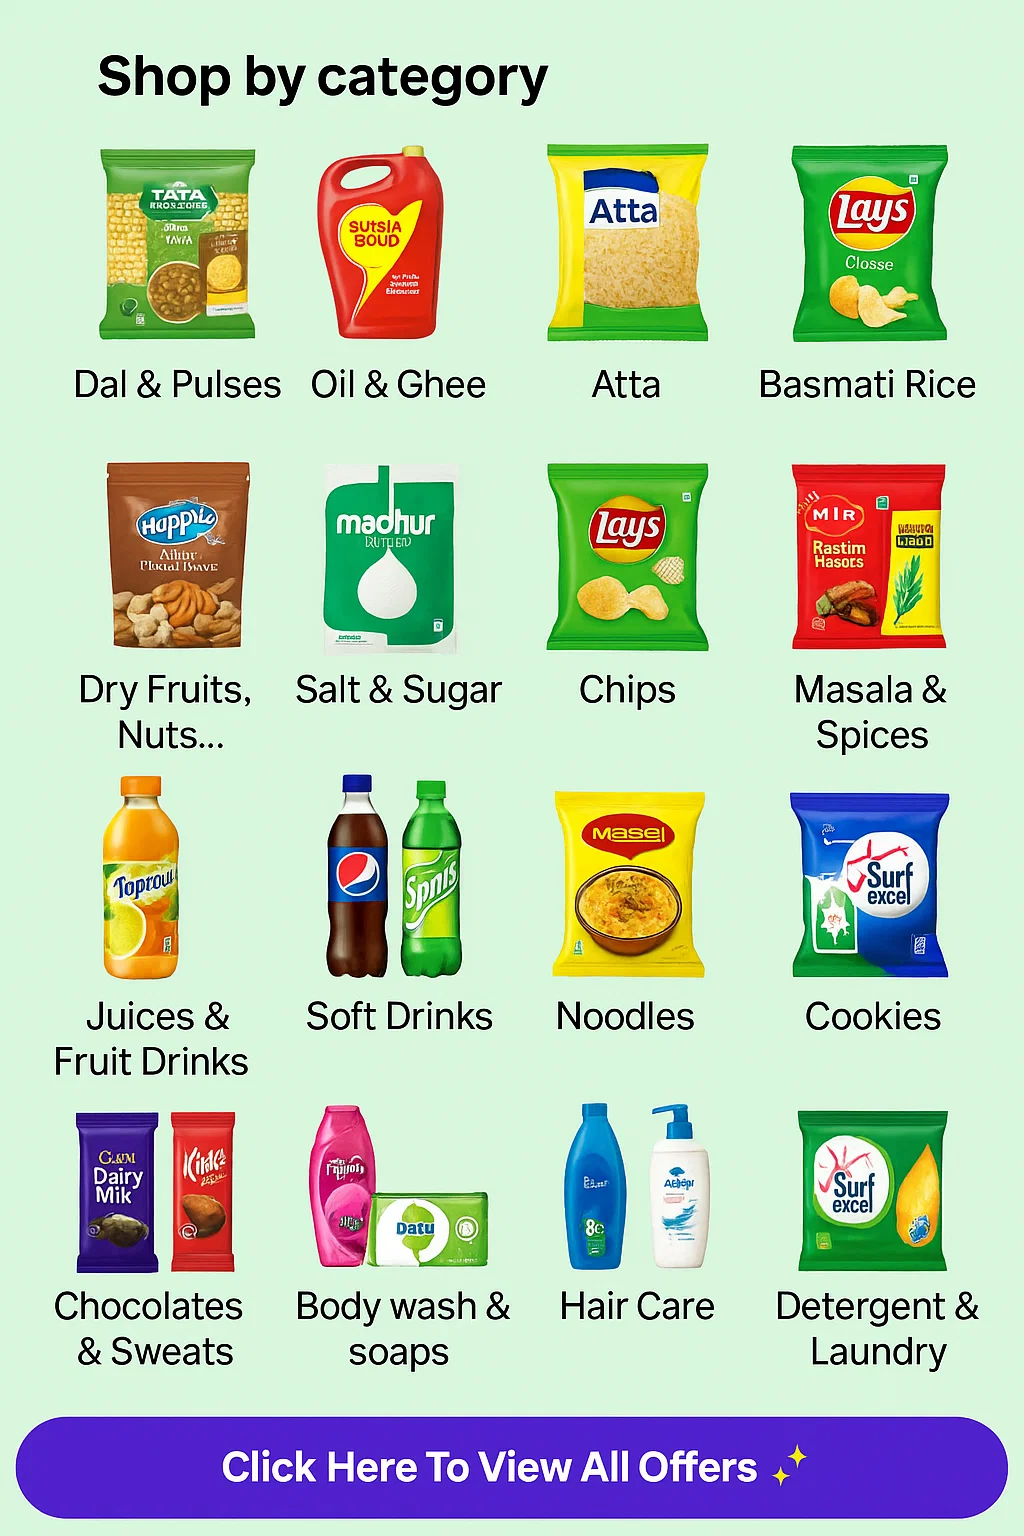 Shop by category
TATA
Atta
Lays
Closse
SUTSIA
BOUD
Dal & Pulses
Oil & Ghee
Atta
Basmati Rice
Happilo
madhur
Lays
MIR
Rastim
Hasors
Dry Fruits,
Nuts...
Salt & Sugar
Chips
Masala &
Spices
Toprow
Spnis
Masel
Surf
excel
Juices &
Fruit Drinks
Soft Drinks
Noodles
Cookies
Dairy
Mik
Datu
Surf
excel
Chocolates
& Sweats
Body wash &
soaps
Hair Care
Detergent &
Laundry
Click Here To View All Offers